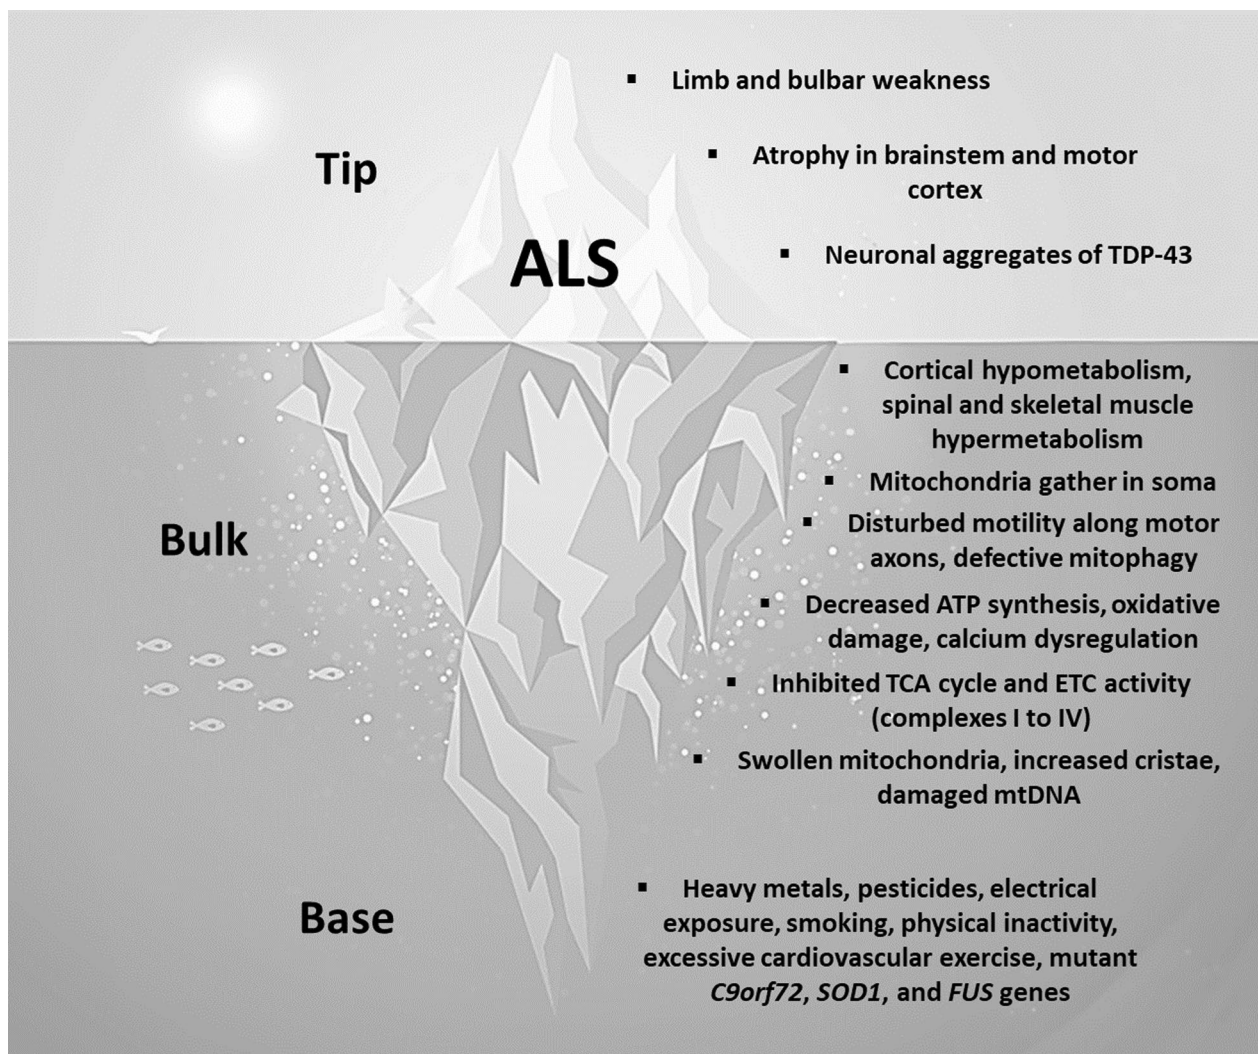 ▪ Limb and bulbar weakness
Tip
▪ Atrophy in brainstem and motor
cortex
ALS
▪ Neuronal aggregates of TDP-43
▪ Cortical hypometabolism,
spinal and skeletal muscle
hypermetabolism
▪ Mitochondria gather in soma
Bulk
▪ Disturbed motility along motor
axons, defective mitophagy
▪ Decreased ATP synthesis, oxidative
damage, calcium dysregulation
▪ Inhibited TCA cycle and ETC activity
(complexes I to IV)
▪ Swollen mitochondria, increased cristae,
damaged mtDNA
Base
▪ Heavy metals, pesticides, electrical
exposure, smoking, physical inactivity,
excessive cardiovascular exercise, mutant
C9orf72, SOD1, and FUS genes